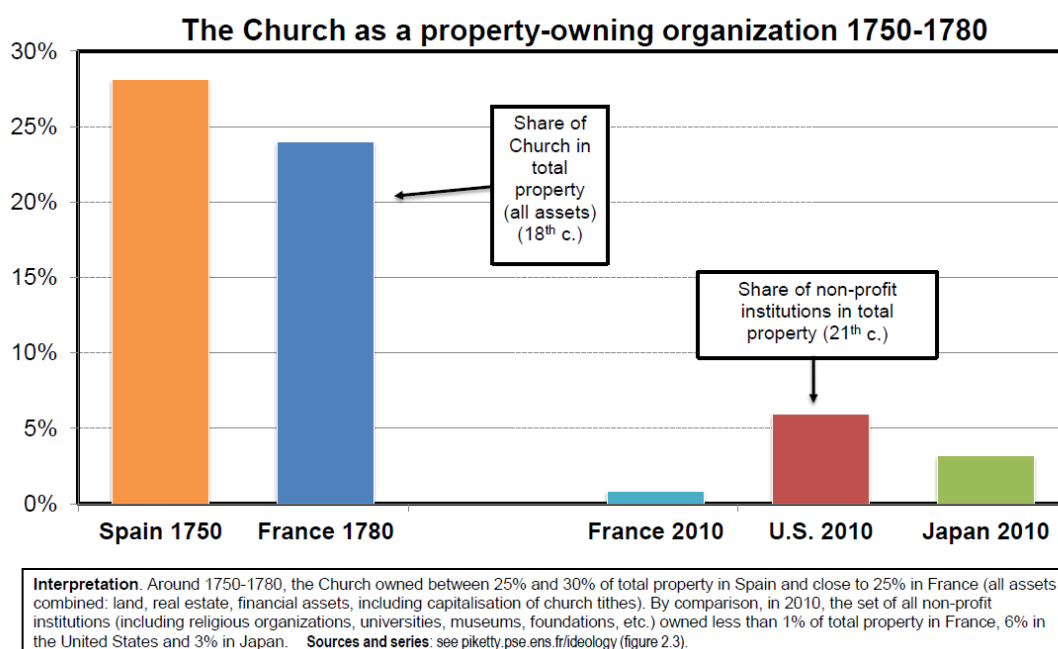 The Church as a property-owning organization 1750-1780
30%
25%
20%
15%
10%
5%
0%
Share of
Church in
total
property
(all assets)
(18th c.)
Share of non-profit
institutions in total
property (21th c.)
Spain 1750
France 1780
France 2010
U.S. 2010
Japan 2010
Interpretation. Around 1750-1780, the Church owned between 25% and 30% of total property in Spain and close to 25% in France (all assets
combined: land, real estate, financial assets, including capitalisation of church tithes). By comparison, in 2010, the set of all non-profit
institutions (including religious organizations, universities, museums, foundations, etc.) owned less than 1% of total property in France, 6% in
the United States and 3% in Japan. Sources and series: see piketty.pse.ens.fr/ideology (figure 2.3).